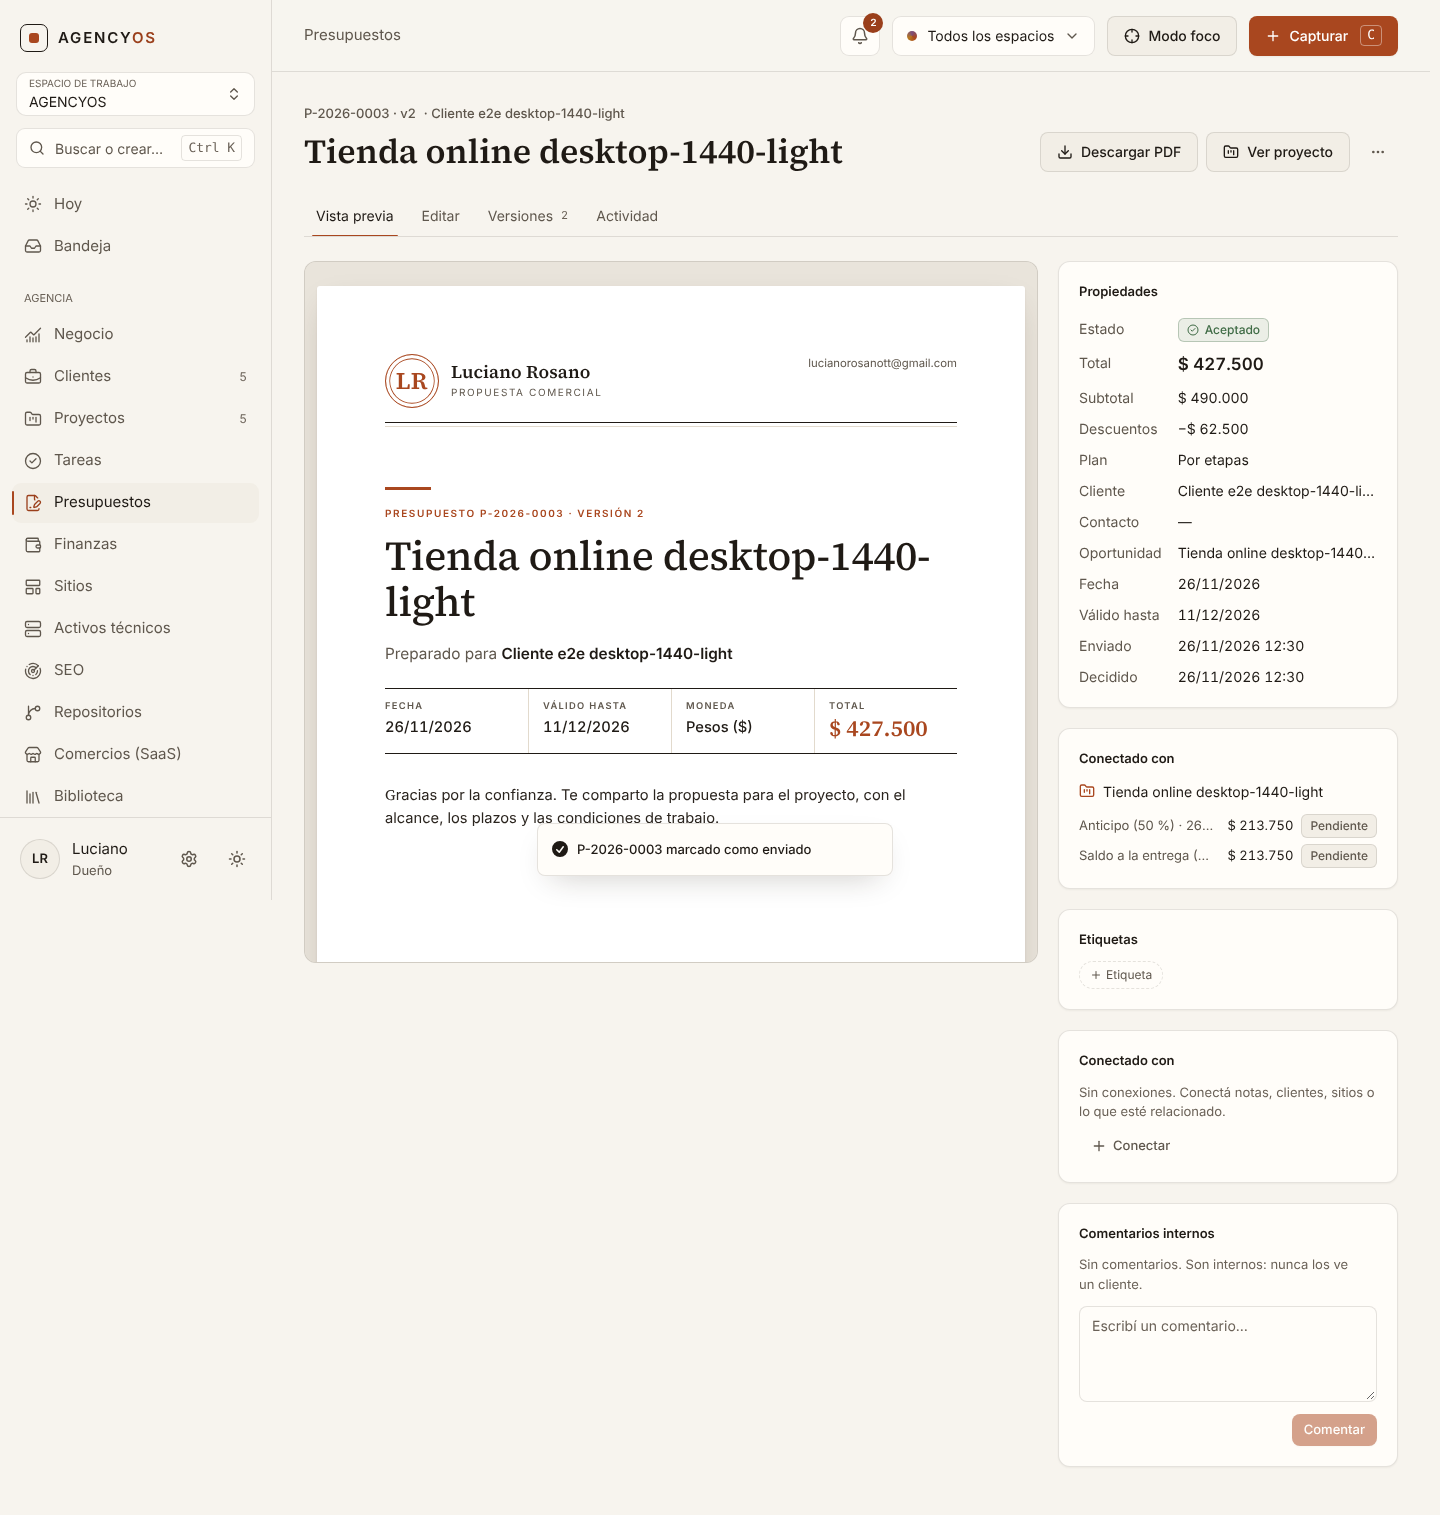 AGENCYOS
ESPACIO DE TRABAJO
AGENCYOS
Buscar o crear... Ctrl K
Hoy
Bandeja
AGENCIA
Negocio
Clientes 5
Proyectos 5
Tareas
Presupuestos
Finanzas
Sitios
Activos técnicos
SEO
Repositorios
Comercios (SaaS)
Biblioteca
LR
Luciano
Dueño
Presupuestos
2
Todos los espacios
Modo foco
Capturar C
P-2026-0003 · v2 · Cliente e2e desktop-1440-light
Tienda online desktop-1440-light
Descargar PDF
Ver proyecto
Vista previa
Editar
Versiones 2
Actividad
LR
Luciano Rosano
PROPUESTA COMERCIAL
lucianorosanott@gmail.com
PRESUPUESTO P-2026-0003 · VERSIÓN 2
Tienda online desktop-1440-
light
Preparado para Cliente e2e desktop-1440-light
FECHA
26/11/2026
VÁLIDO HASTA
11/12/2026
MONEDA
Pesos ($)
TOTAL
$ 427.500
Gracias por la confianza. Te comparto la propuesta para el proyecto, con el
alcance, los plazos y las condiciones de trabajo.
P-2026-0003 marcado como enviado
Propiedades
Estado Aceptado
Total $ 427.500
Subtotal $ 490.000
Descuentos −$ 62.500
Plan Por etapas
Cliente Cliente e2e desktop-1440-li...
Contacto —
Oportunidad Tienda online desktop-1440...
Fecha 26/11/2026
Válido hasta 11/12/2026
Enviado 26/11/2026 12:30
Decidido 26/11/2026 12:30
Conectado con
Tienda online desktop-1440-light
Anticipo (50 %) · 26... $ 213.750 Pendiente
Saldo a la entrega (... $ 213.750 Pendiente
Etiquetas
+ Etiqueta
Conectado con
Sin conexiones. Conectá notas, clientes, sitios o
lo que esté relacionado.
+ Conectar
Comentarios internos
Sin comentarios. Son internos: nunca los ve
un cliente.
Escribí un comentario...
Comentar